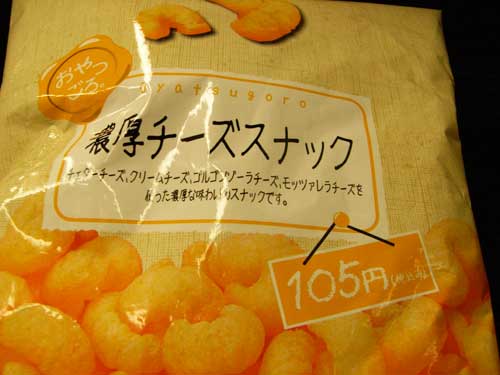 おやつ
ごろ。
oyatsugoro
濃厚チーズスナック
チェダーチーズ、クリームチーズ、ゴルゴンゾーラチーズ、モッツァレラチーズを
使った濃厚な味わいのスナックです。
105円(税込)